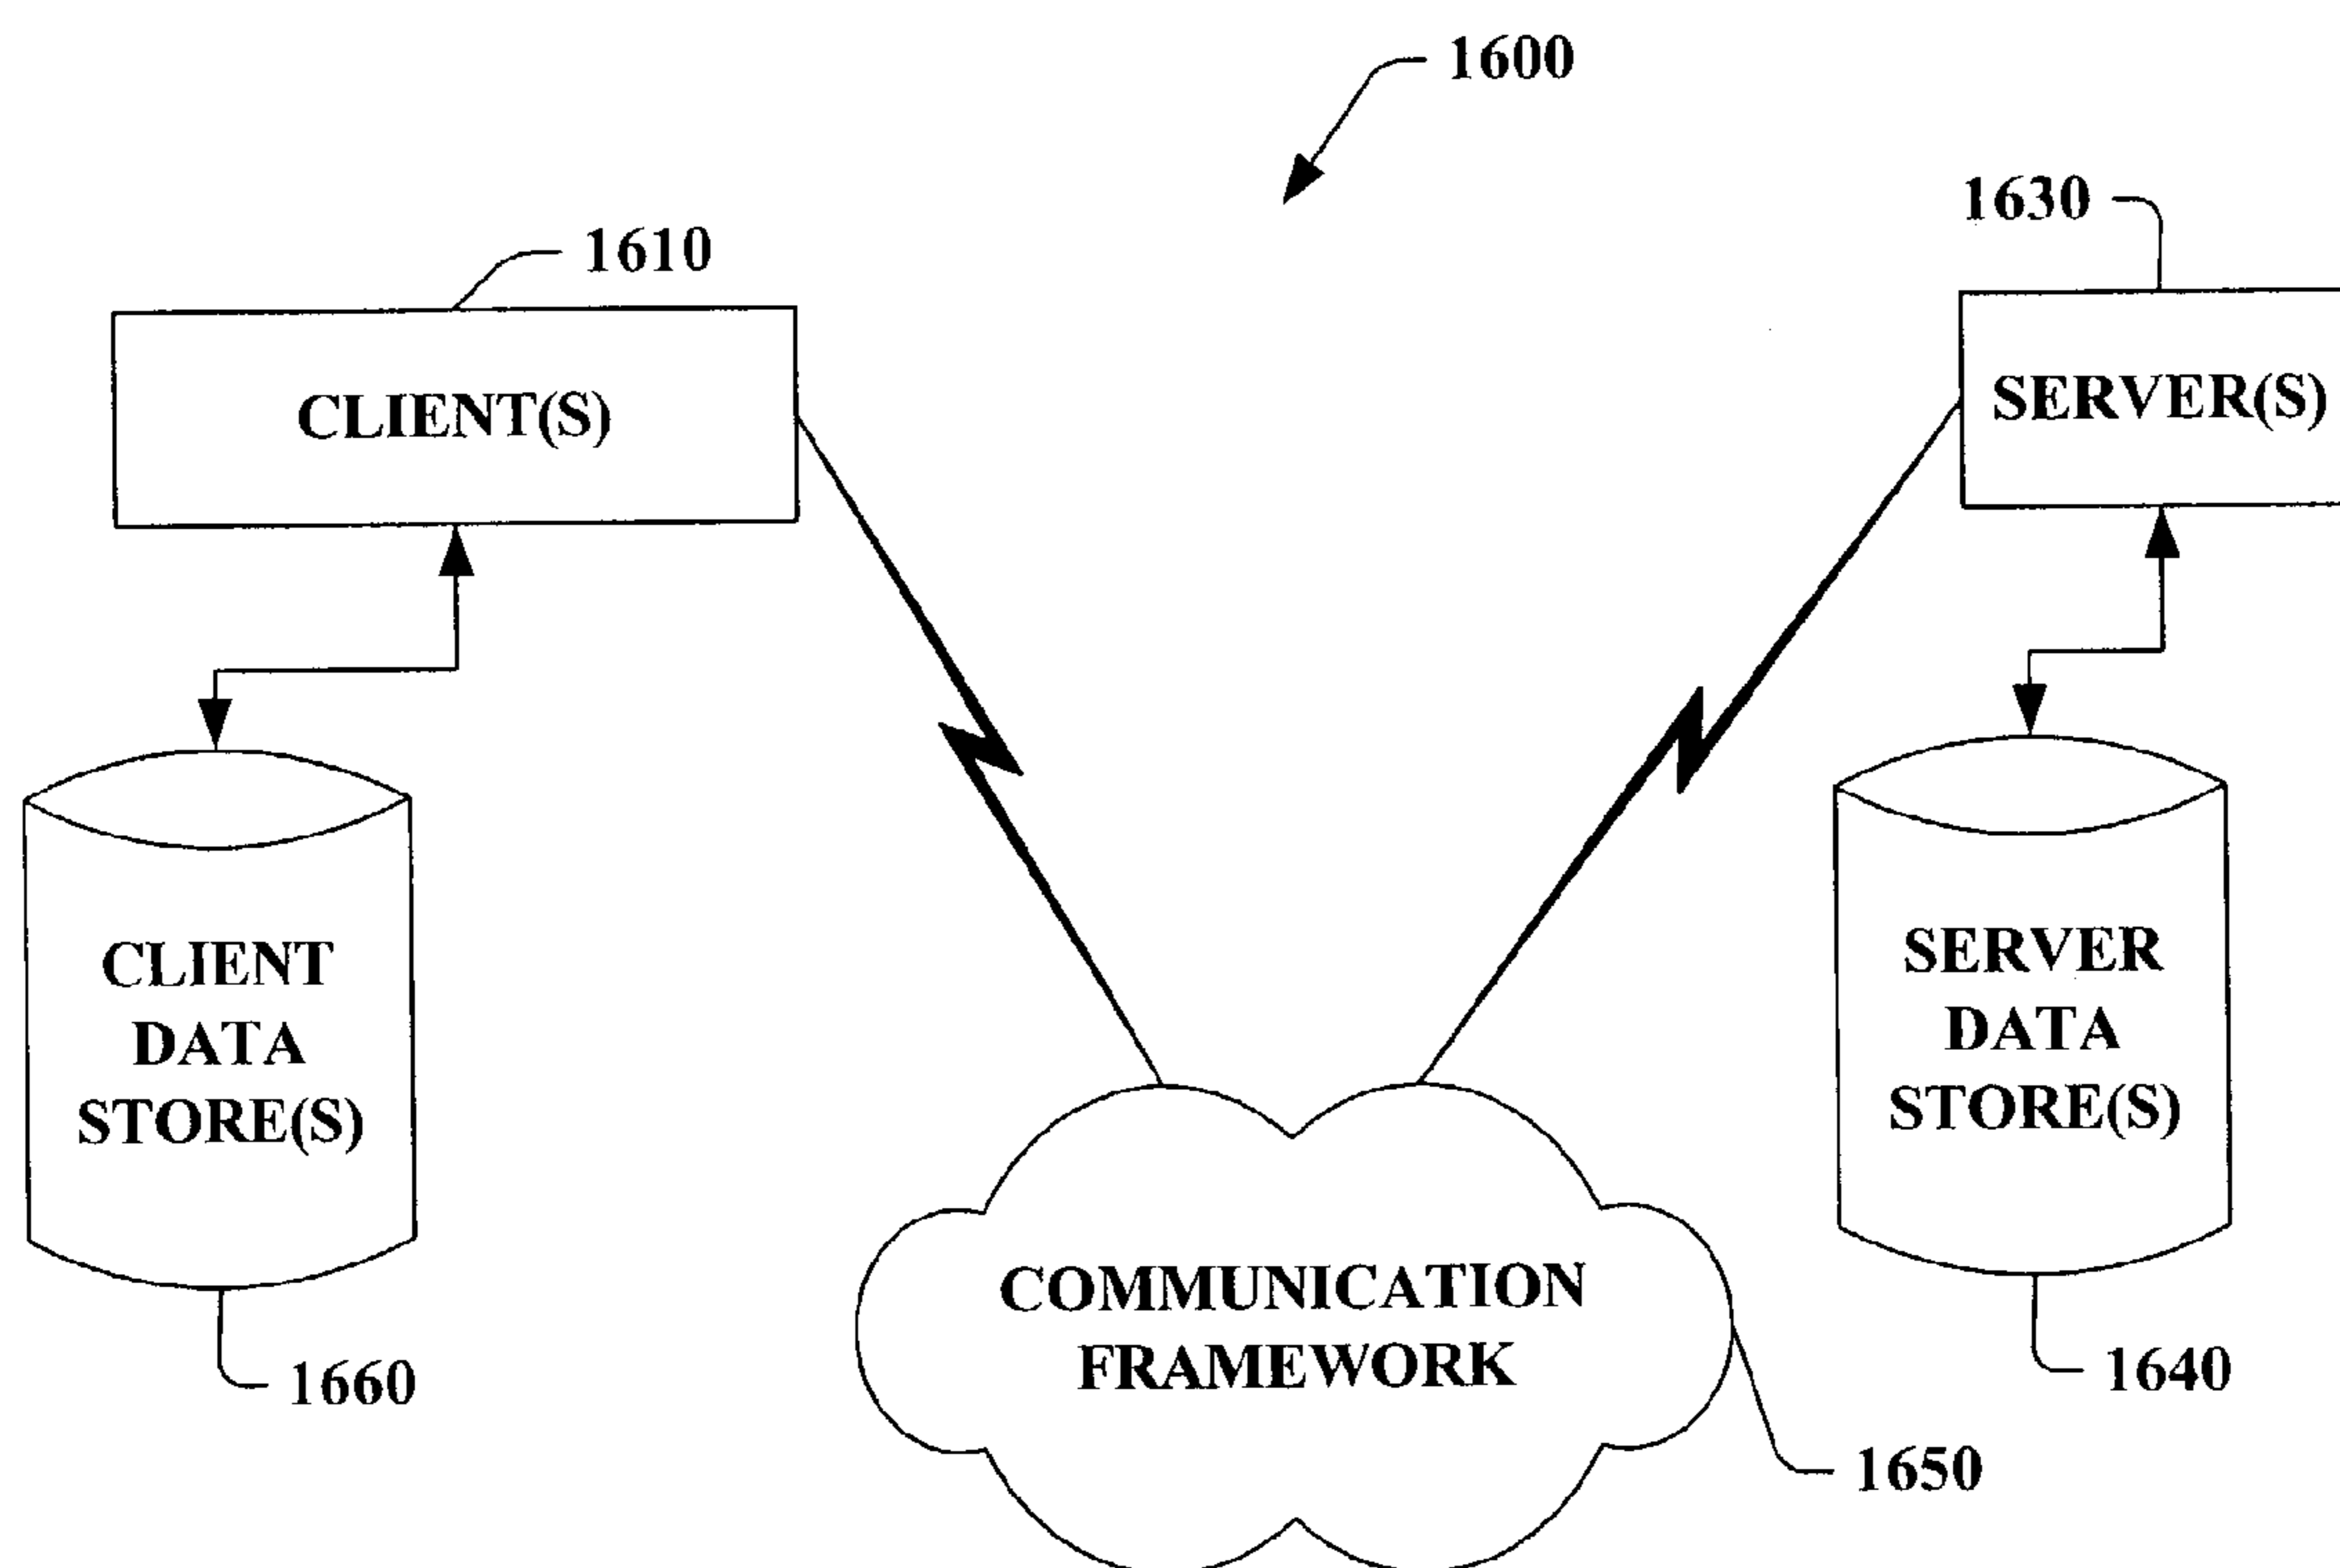 1600
1630
1610
CLIENT(S)
SERVER(S)
CLIENT
DATA
STORE(S)
SERVER
DATA
STORE(S)
COMMUNICATION
FRAMEWORK
1660
1640
1650